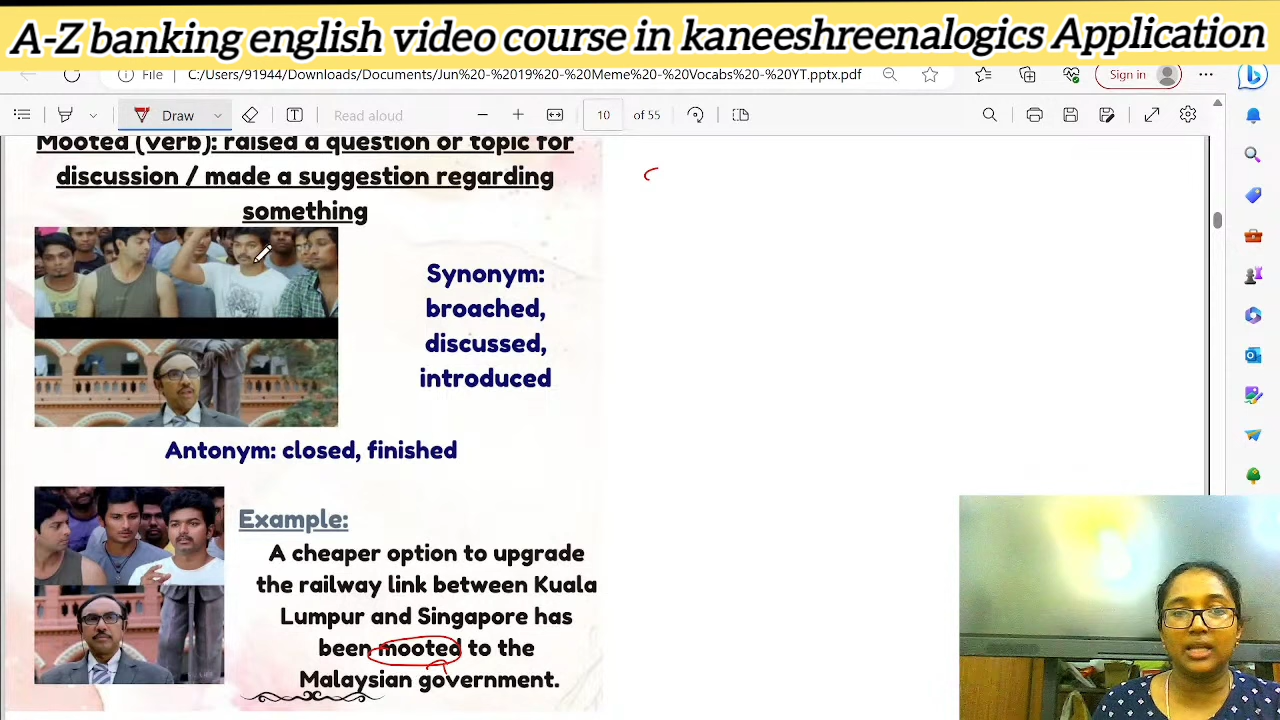 A-Z banking english video course in kaneeshreenalogics Application
File C:/Users/91944/Downloads/Documents/Jun%20-%2019%20-%20Meme%20-%20Vocabs%20-%20YT.pptx.pdf Sign in
Draw Read aloud 10 of 55
Mooted (verb): raised a question or topic for
discussion / made a suggestion regarding
something
Synonym:
broached,
discussed,
introduced
Antonym: closed, finished
Example:
A cheaper option to upgrade
the railway link between Kuala
Lumpur and Singapore has
been mooted to the
Malaysian government.